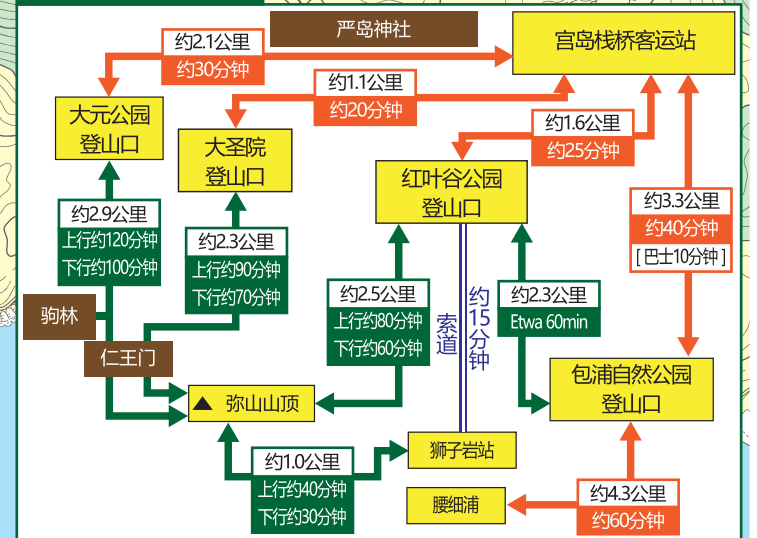 严岛神社
约2.1公里
约30分钟
宫岛栈桥客运站
约1.1公里
约20分钟
大元公园
登山口
大圣院
登山口
约1.6公里
约25分钟
红叶谷公园
登山口
约3.3公里
约40分钟
[ 巴士10分钟 ]
约2.9公里
上行约120分钟
下行约100分钟
约2.3公里
上行约90分钟
下行约70分钟
约2.5公里
上行约80分钟
下行约60分钟
索道
约15分钟
约2.3公里
Etwa 60min
驹林
仁王门
弥山山顶
包浦自然公园
登山口
狮子岩站
约1.0公里
上行约40分钟
下行约30分钟
腰细浦
约4.3公里
约60分钟